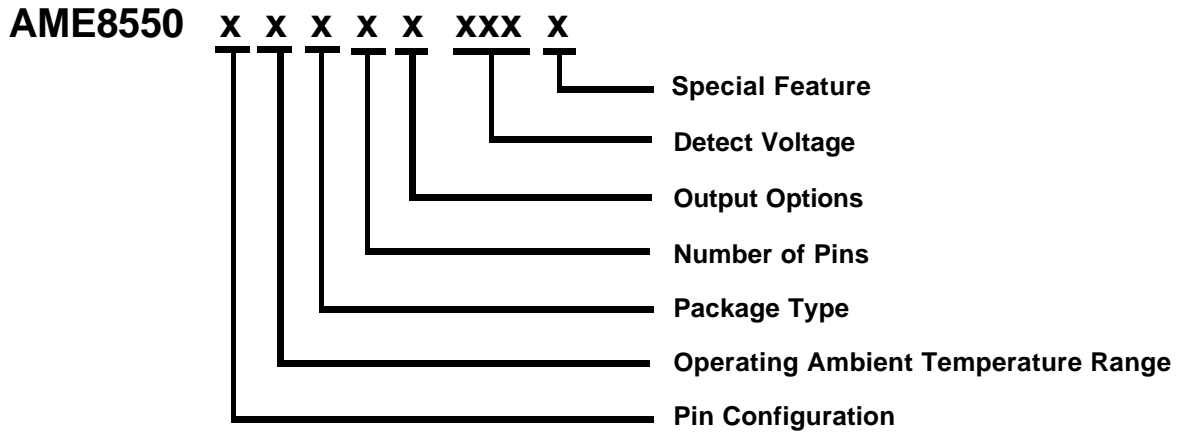 AME8550 x x x x x xxx x
Special Feature
Detect Voltage
Output Options
Number of Pins
Package Type
Operating Ambient Temperature Range
Pin Configuration